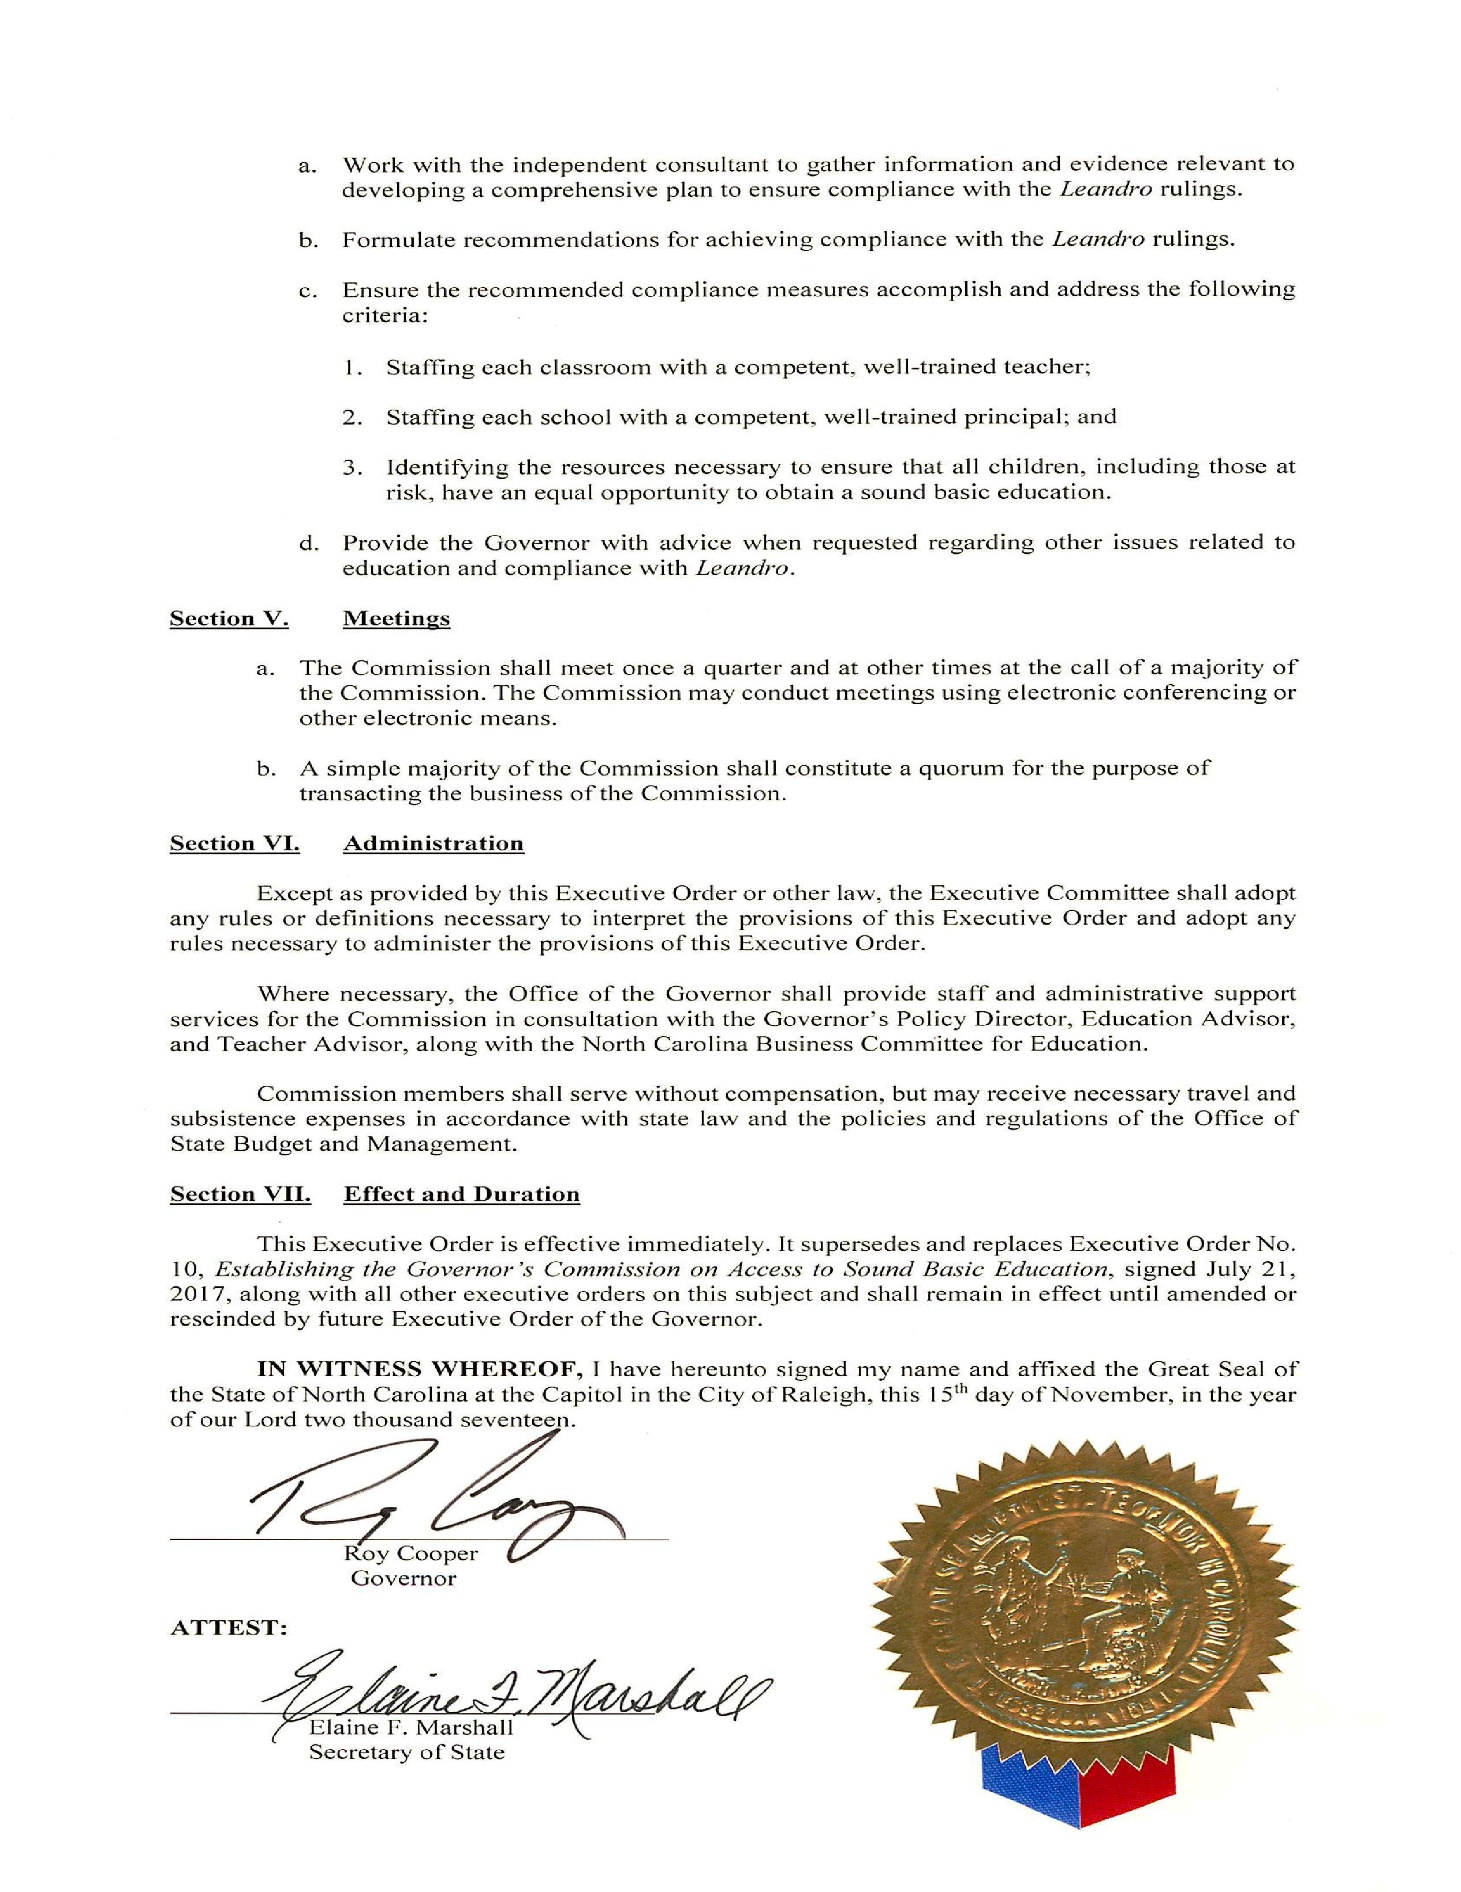 a. Work with the independent consultant to gather information and evidence relevant to
developing a comprehensive plan to ensure compliance with the Leandro rulings.
b. Formulate recommendations for achieving compliance with the Leandro rulings.
c. Ensure the recommended compliance measures accomplish and address the following
criteria:
1. Staffing each classroom with a competent, well-trained teacher;
2. Staffing each school with a competent, well-trained principal; and
3. Identifying the resources necessary to ensure that all children, including those at
risk, have an equal opportunity to obtain a sound basic education.
d. Provide the Governor with advice when requested regarding other issues related to
education and compliance with Leandro.
Section V. Meetings
a. The Commission shall meet once a quarter and at other times at the call of a majority of
the Commission. The Commission may conduct meetings using electronic conferencing or
other electronic means.
b. A simple majority of the Commission shall constitute a quorum for the purpose of
transacting the business of the Commission.
Section VI. Administration
Except as provided by this Executive Order or other law, the Executive Committee shall adopt
any rules or definitions necessary to interpret the provisions of this Executive Order and adopt any
rules necessary to administer the provisions of this Executive Order.
Where necessary, the Office of the Governor shall provide staff and administrative support
services for the Commission in consultation with the Governor's Policy Director, Education Advisor,
and Teacher Advisor, along with the North Carolina Business Committee for Education.
Commission members shall serve without compensation, but may receive necessary travel and
subsistence expenses in accordance with state law and the policies and regulations of the Office of
State Budget and Management.
Section VII. Effect and Duration
This Executive Order is effective immediately. It supersedes and replaces Executive Order No.
10, Establishing the Governor's Commission on Access to Sound Basic Education, signed July 21,
2017, along with all other executive orders on this subject and shall remain in effect until amended or
rescinded by future Executive Order of the Governor.
IN WITNESS WHEREOF, I have hereunto signed my name and affixed the Great Seal of
the State of North Carolina at the Capitol in the City of Raleigh, this 15th day of November, in the year
of our Lord two thousand seventeen.
Roy Cooper
Governor
ATTEST:
Elaine F. Marshall
Elaine F. Marshall
Secretary of State
GREAT SEAL OF THE STATE OF NORTH CAROLINA
ESSE QUAM VIDERI